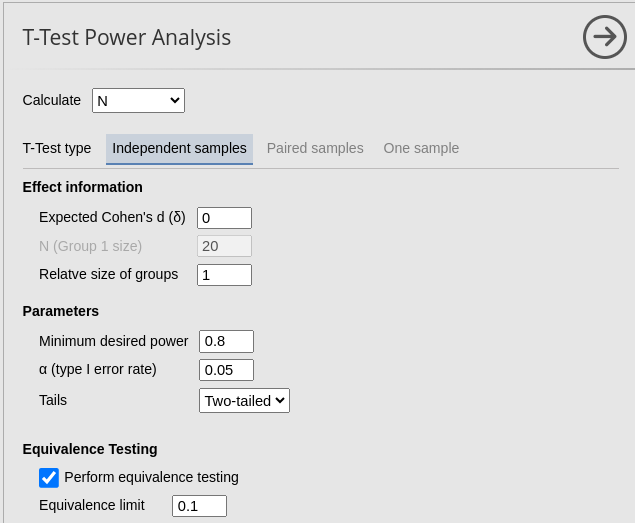 T-Test Power Analysis
Calculate N
T-Test type Independent samples Paired samples One sample
Effect information
Expected Cohen's d (δ) 0
N (Group 1 size) 20
Relatve size of groups 1
Parameters
Minimum desired power 0.8
α (type I error rate) 0.05
Tails Two-tailed
Equivalence Testing
Perform equivalence testing
Equivalence limit 0.1